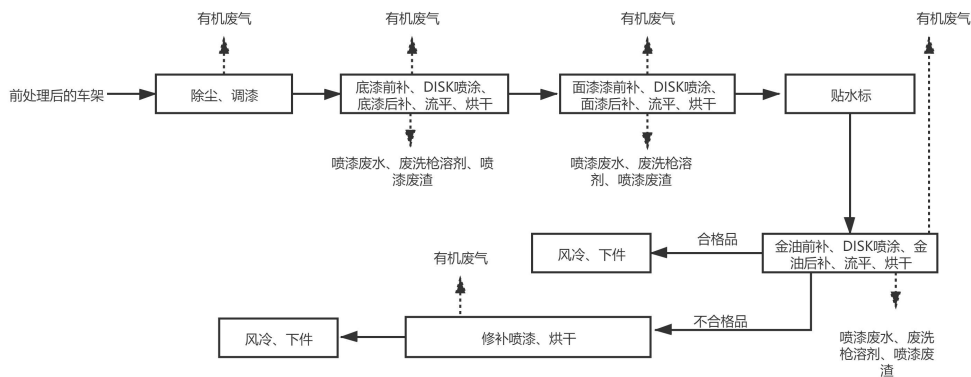 有机废气
有机废气
有机废气
有机废气
前处理后的车架
除尘、调漆
底漆前补、DISK喷涂、
底漆后补、流平、烘干
面漆漆前补、DISK喷涂、
面漆后补、流平、烘干
贴水标
喷漆废水、废洗枪溶剂、喷
漆废渣
喷漆废水、废洗枪溶
剂、喷漆废渣
风冷、下件
合格品
金油前补、DISK喷涂、金
油后补、流平、烘干
有机废气
不合格品
风冷、下件
修补喷漆、烘干
喷漆废水、废洗
枪溶剂、喷漆废
渣